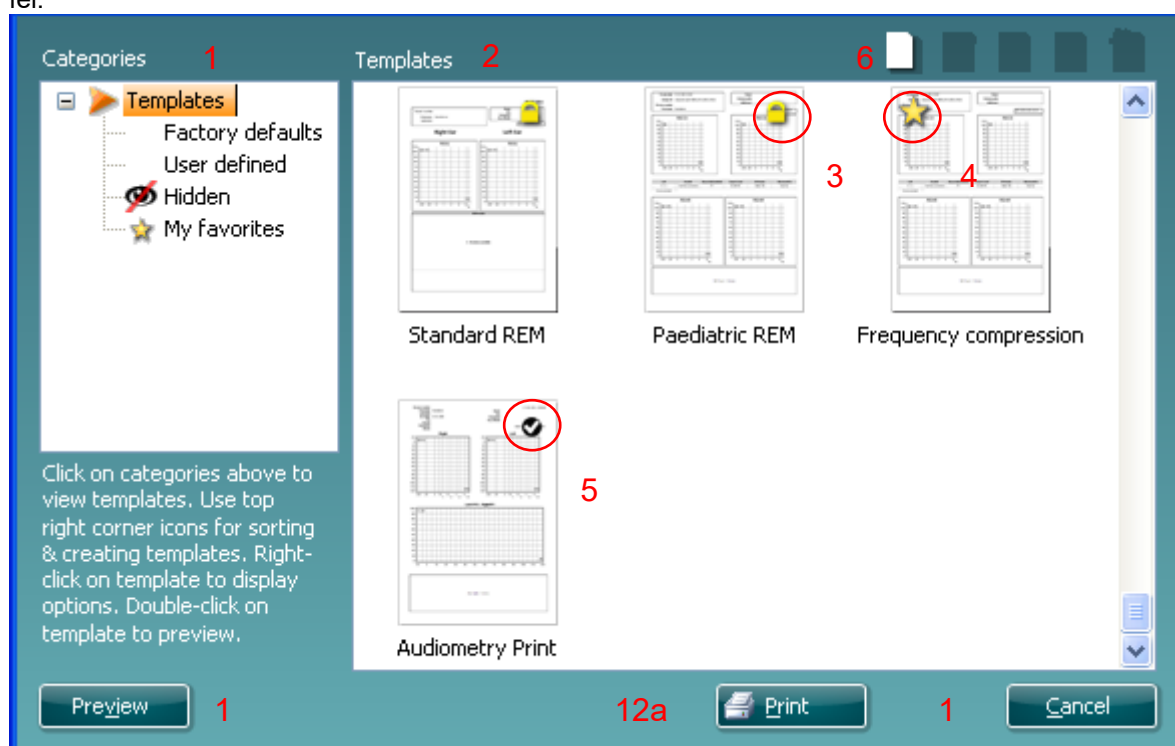 Categories 1
Templates 2
6
Templates
Factory defaults
User defined
Hidden
My favorites
3
4
Standard REM
Paediatric REM
Frequency compression
5
Audiometry Print
Click on categories above to
view templates. Use top
right corner icons for sorting
& creating templates. Right-
click on template to display
options. Double-click on
template to preview.
Preview 1
12a Print
1 Cancel